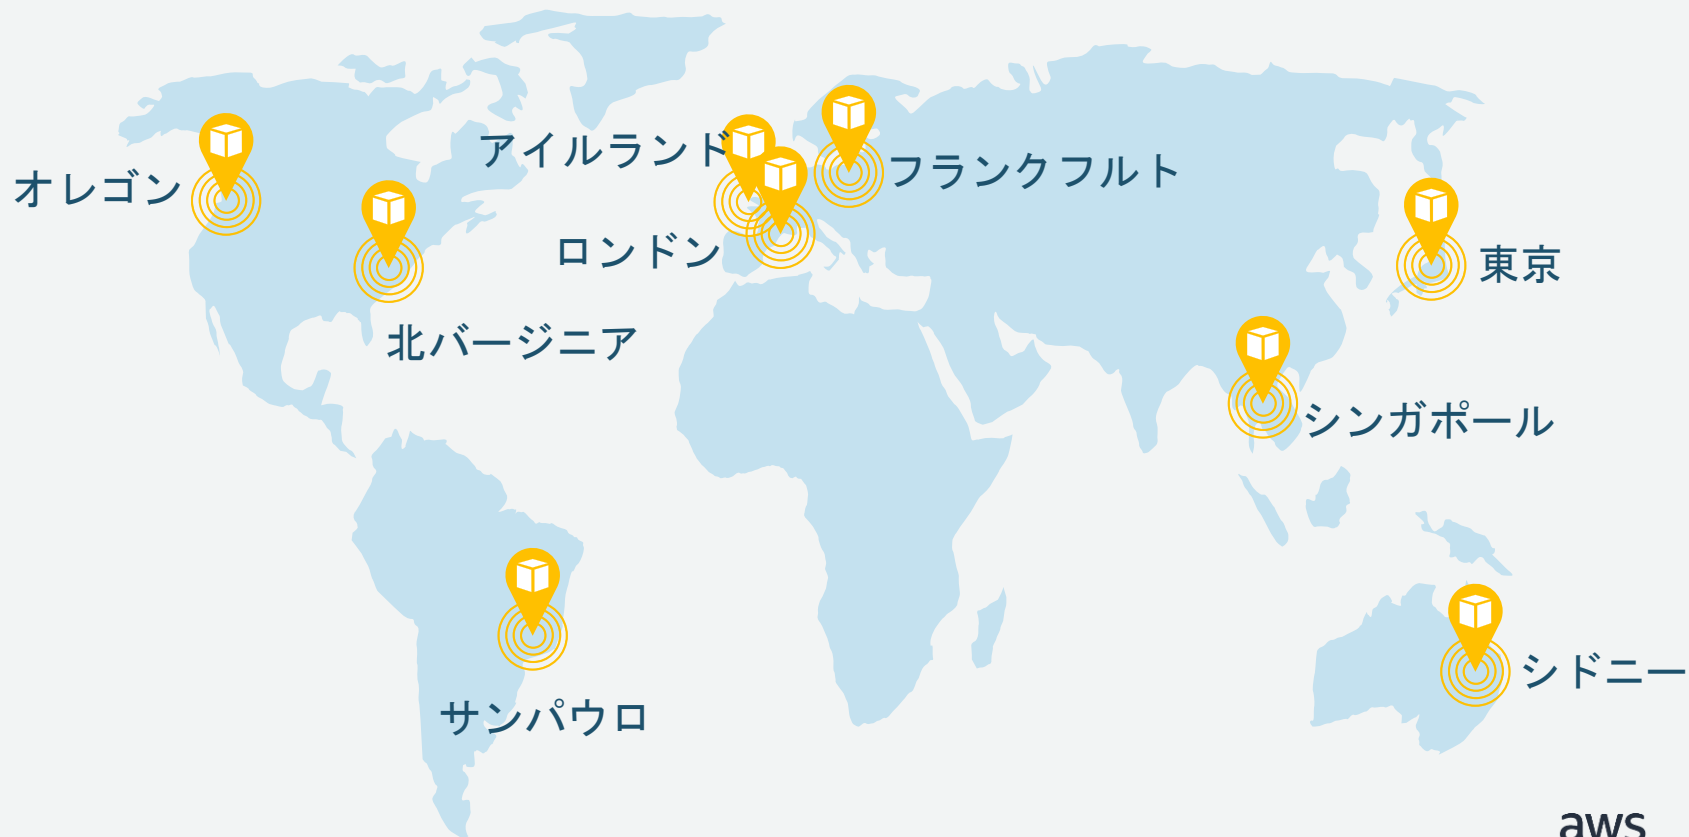 アイルランド
フランクフルト
オレゴン
ロンドン
東京
北バージニア
シンガポール
シドニー
サンパウロ
aws